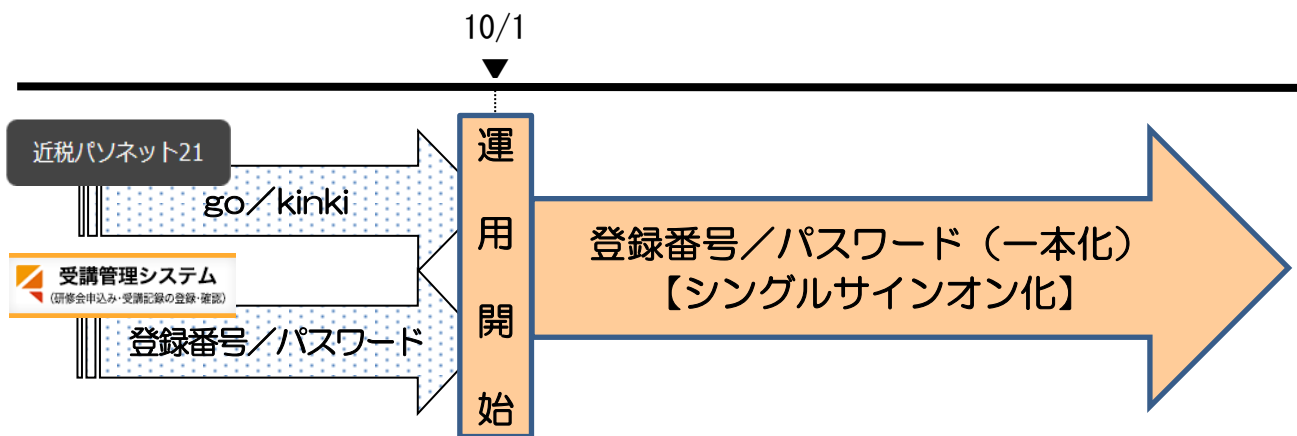 10/1
近税パソネット21
go/kinki
受講管理システム
(研修会申込み・受講記録の登録・確認)
登録番号/パスワード
運用開始
登録番号/パスワード(一本化)
【シングルサインオン化】